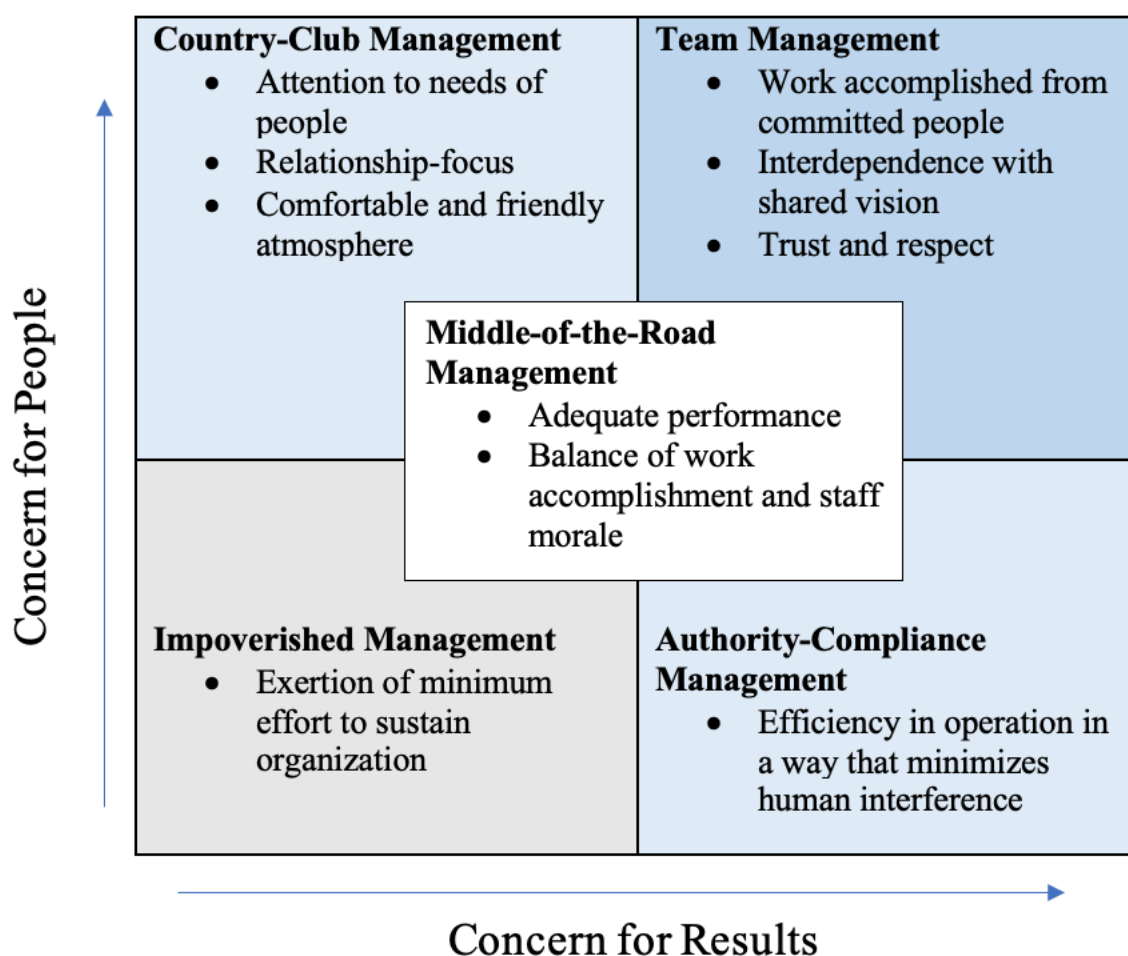 Country-Club Management
• Attention to needs of
people
• Relationship-focus
• Comfortable and friendly
atmosphere
Team Management
• Work accomplished from
committed people
• Interdependence with
shared vision
• Trust and respect
Middle-of-the-Road
Management
• Adequate performance
• Balance of work
accomplishment and staff
morale
Impoverished Management
• Exertion of minimum
effort to sustain
organization
Authority-Compliance
Management
• Efficiency in operation in
a way that minimizes
human interference
Concern for People
Concern for Results